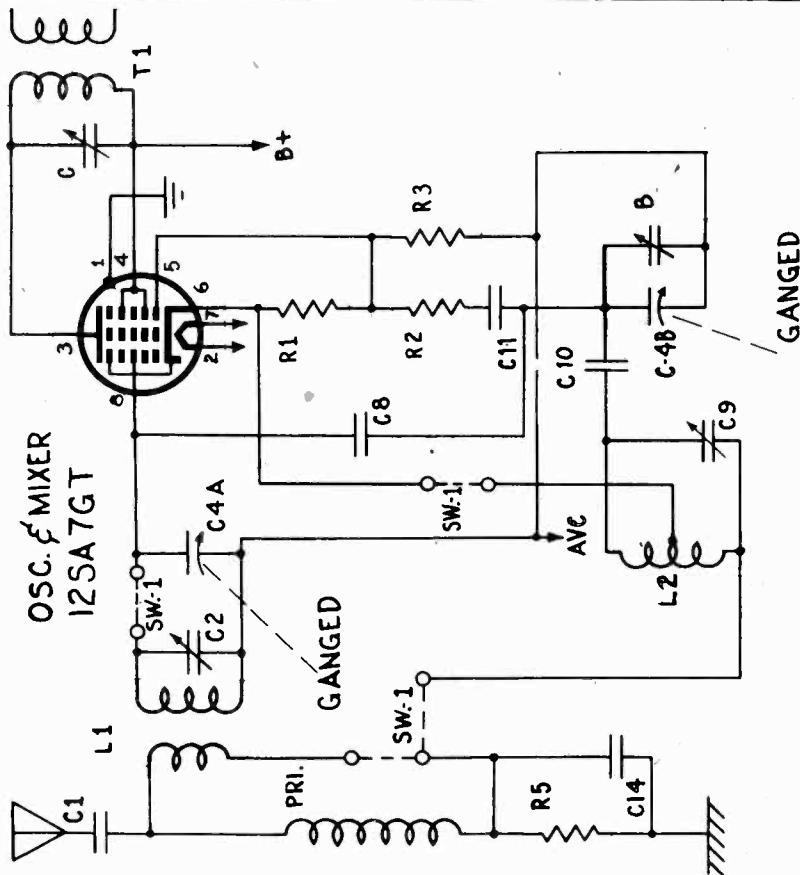 T1
C
B+
OSC. & MIXER
12SA7GT
1
4
5
3
6
7
2
8
R3
R1
R2
B
C11
C10
C-4B
GANGED
C8
C9
SW.-1
C4A
SW.-1
C2
AVC
L2
GANGED
L1
SW.-1
PRI.
C1
R5
C14